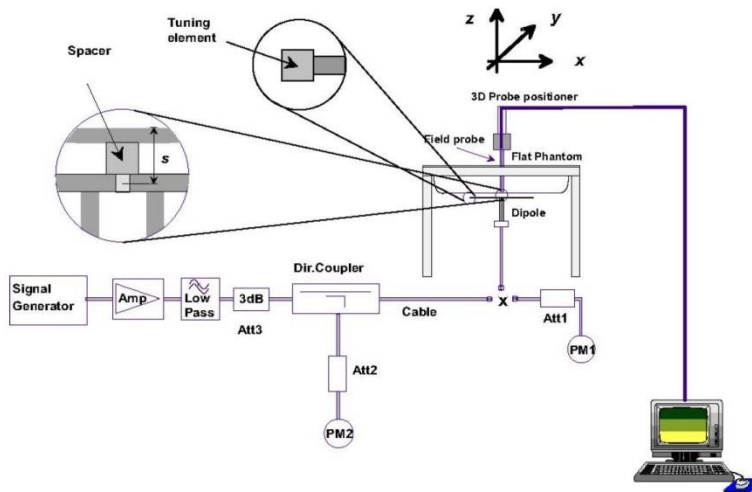 Tuning
element
Spacer
s
z
y
x
3D Probe positioner
Field probe
Flat Phantom
Dipole
Dir.Coupler
Signal
Generator
Amp
Low
Pass
3dB
Att3
Cable
x
Att1
PM1
Att2
PM2